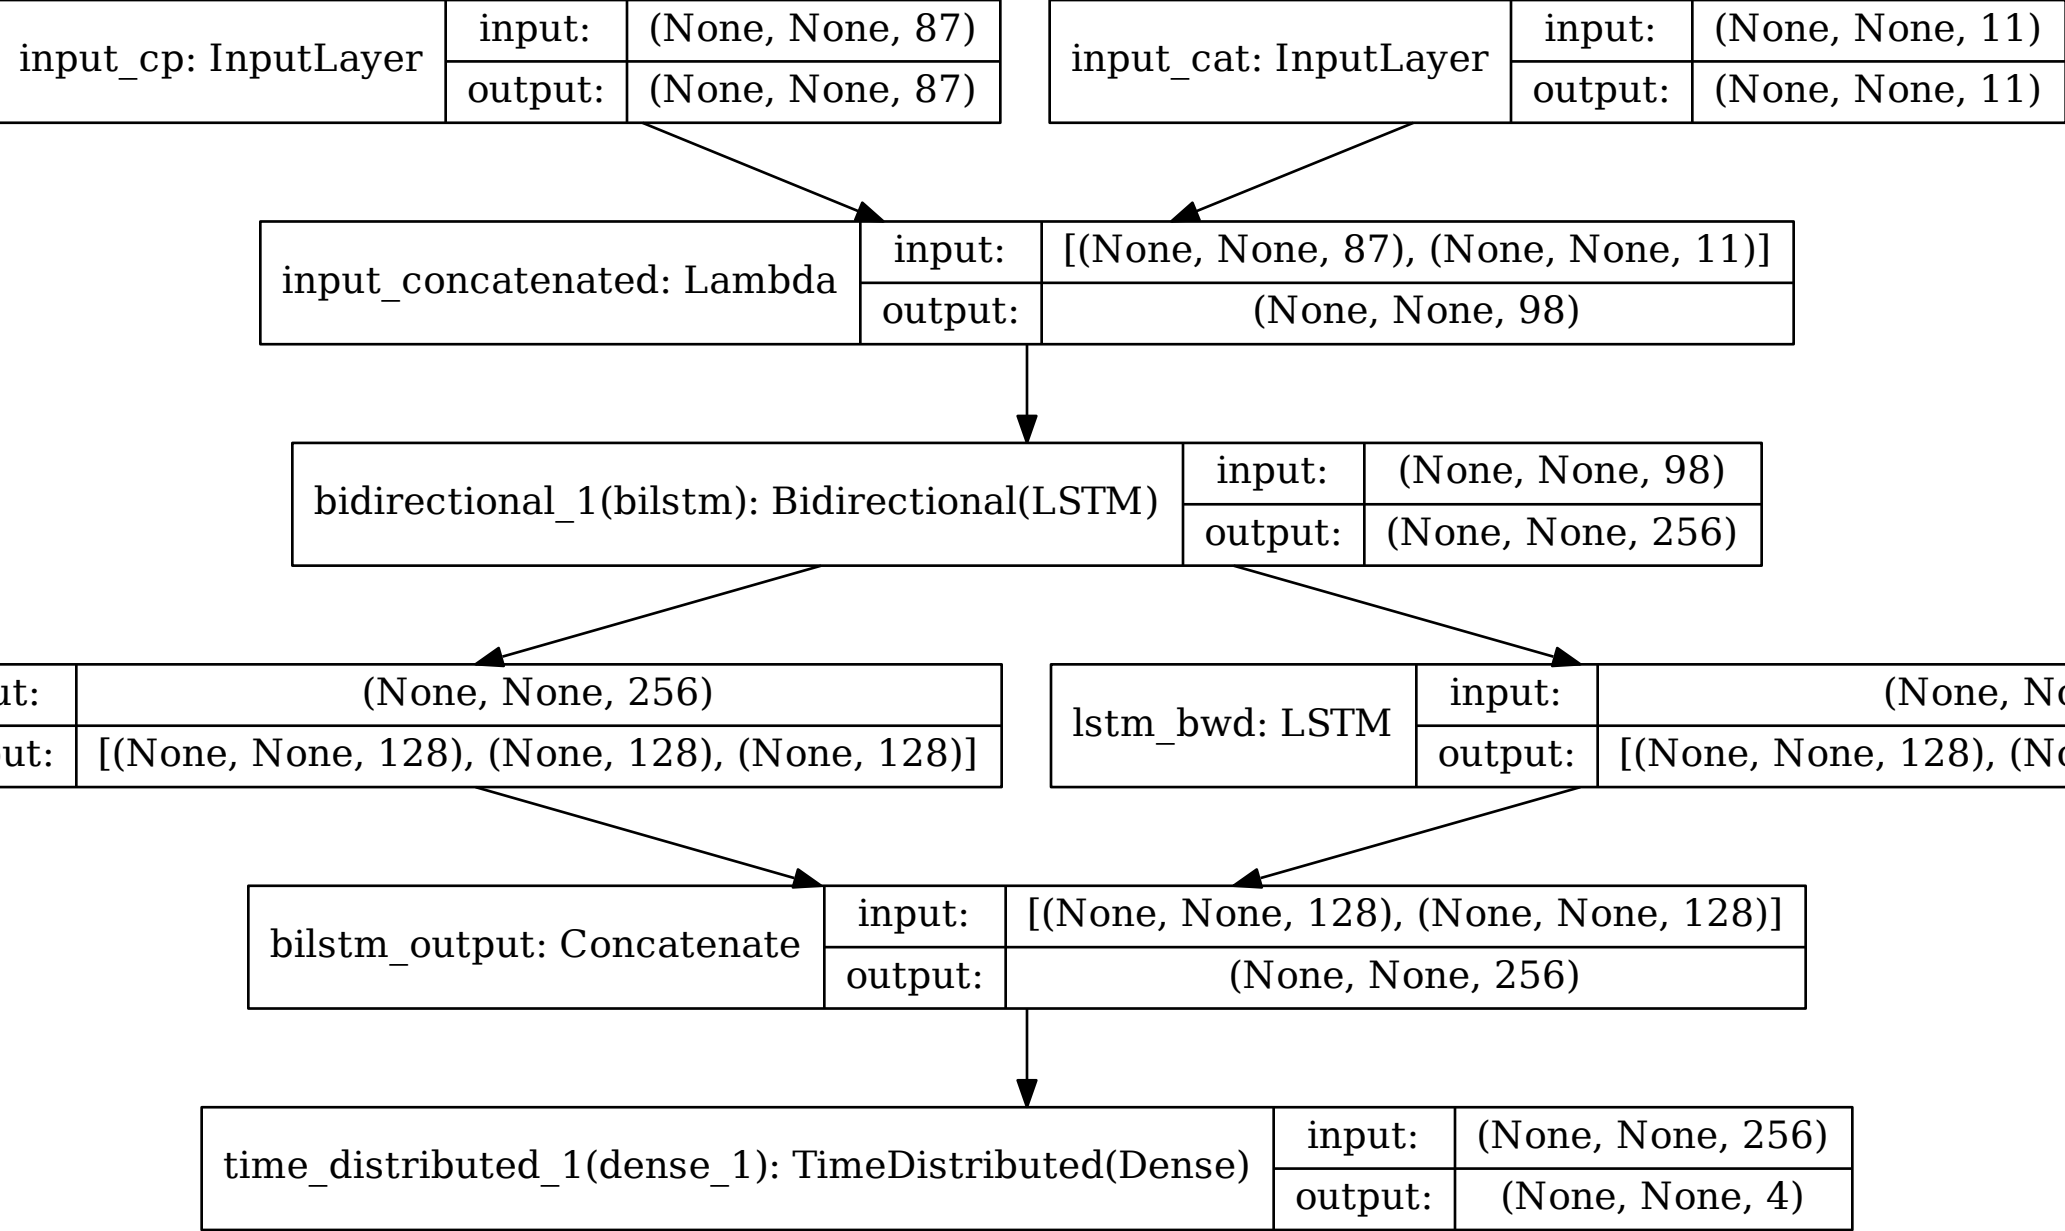 input_cp: InputLayer
input: (None, None, 87)
output: (None, None, 87)
input_cat: InputLayer
input: (None, None, 11)
output: (None, None, 11)
input_concatenated: Lambda
input: [(None, None, 87), (None, None, 11)]
output: (None, None, 98)
bidirectional_1(bilstm): Bidirectional(LSTM)
input: (None, None, 98)
output: (None, None, 256)
(None, None, 256)
[(None, None, 128), (None, 128), (None, 128)]
lstm_bwd: LSTM
input: (None,
output: [(None, None, 128),
bilstm_output: Concatenate
input: [(None, None, 128), (None, None, 128)]
output: (None, None, 256)
time_distributed_1(dense_1): TimeDistributed(Dense)
input: (None, None, 256)
output: (None, None, 4)